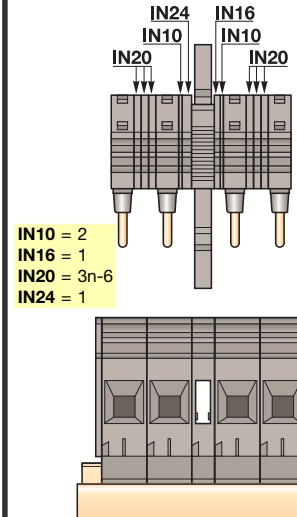 IN24 IN16
IN10 IN10
IN20 IN20
IN10 = 2
IN16 = 1
IN20 = 3n-6
IN24 = 1